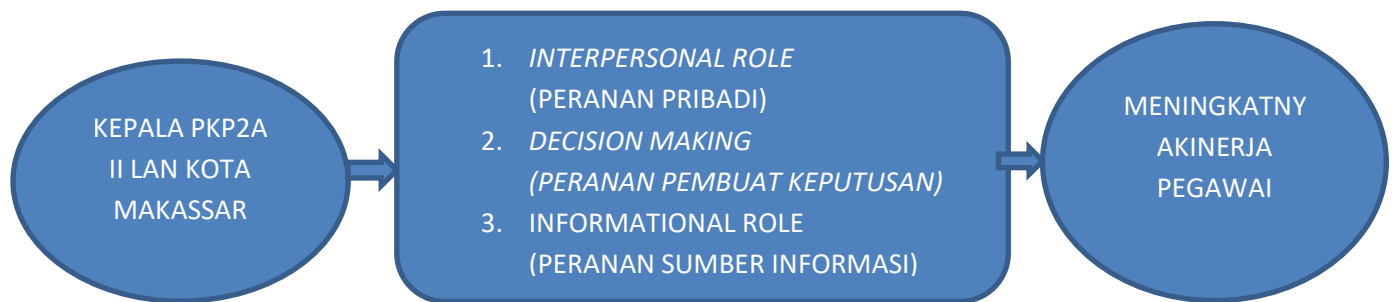 KEPALA PKP2A
II LAN KOTA
MAKASSAR
1. INTERPERSONAL ROLE
(PERANAN PRIBADI)
2. DECISION MAKING
(PERANAN PEMBUAT KEPUTUSAN)
3. INFORMATIONAL ROLE
(PERANAN SUMBER INFORMASI)
MENINGKATNY
AKINERJA
PEGAWAI